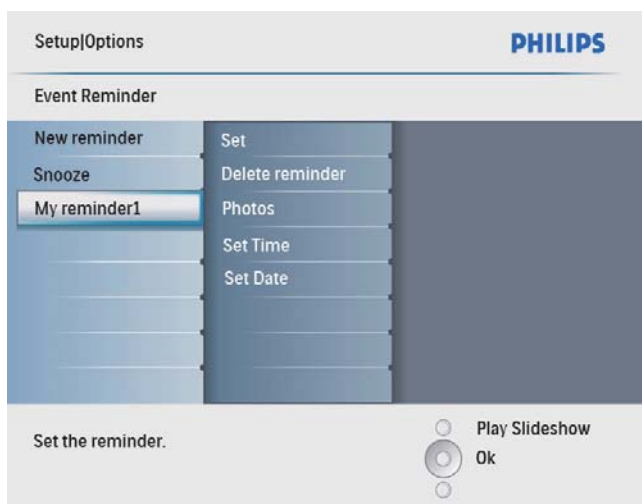 Setup|Options
PHILIPS
Event Reminder
New reminder
Snooze
My reminder1
Set
Delete reminder
Photos
Set Time
Set Date
Set the reminder.
Play Slideshow
Ok